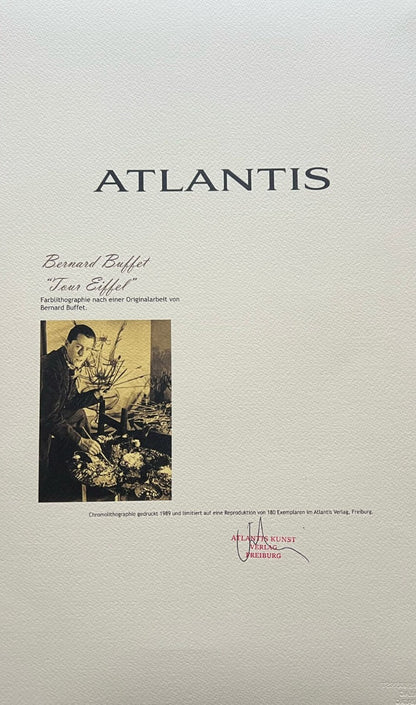 ATLANTIS
Bernard Buffet
"Tour Eiffel"
Farblithographie nach einer Originalarbeit von
Bernard Buffet.
Chromolithographie gedruckt 1989 und limitiert auf eine Reproduktion von 180 Exemplaren im Atlantis Verlag, Freiburg.
ATLANTIS KUNST
VERLAG
FREIBURG